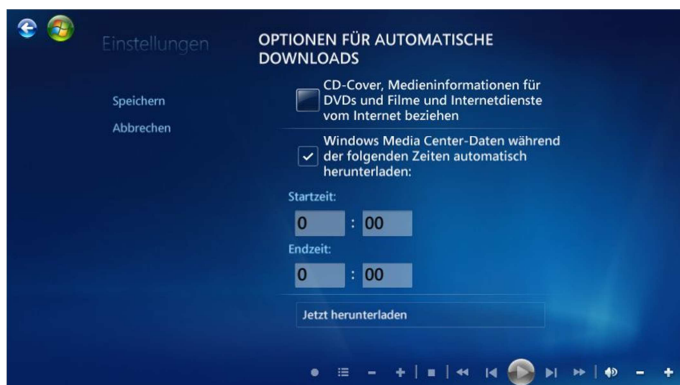 Einstellungen
OPTIONEN FÜR AUTOMATISCHE
DOWNLOADS
CD-Cover, Medieninformationen für
DVDs und Filme und Internetdienste
vom Internet beziehen
Speichern
Abbrechen
Windows Media Center-Daten während
der folgenden Zeiten automatisch
herunterladen:
Startzeit:
0 : 00
Endzeit:
0 : 00
Jetzt herunterladen